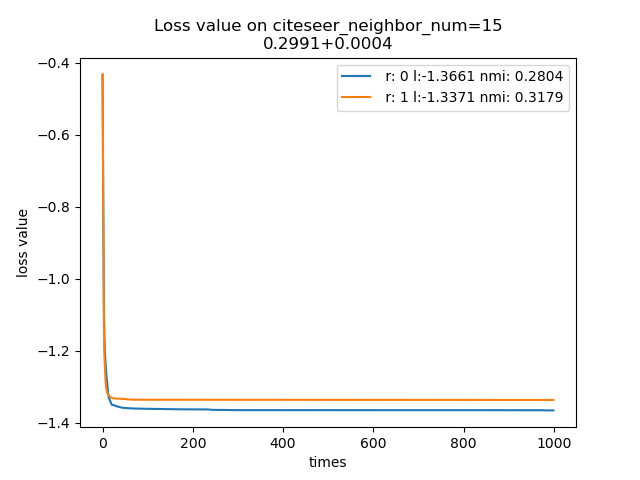 Loss value on citeseer_neighbor_num=15
0.2991+0.0004
r: 0 l:-1.3661 nmi: 0.2804
r: 1 l:-1.3371 nmi: 0.3179
loss value
−0.4
−0.6
−0.8
−1.0
−1.2
−1.4
0 200 400 600 800 1000
times